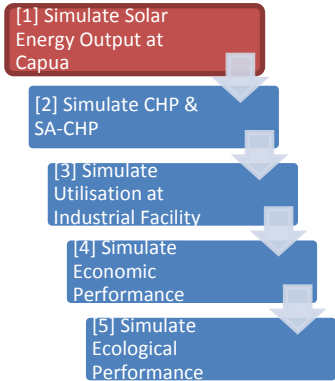 [1] Simulate Solar
Energy Output at
Capua
[2] Simulate CHP &
SA-CHP
[3] Simulate
Utilisation at
Industrial Facility
[4] Simulate
Economic
Performance
[5] Simulate
Ecological
Performance